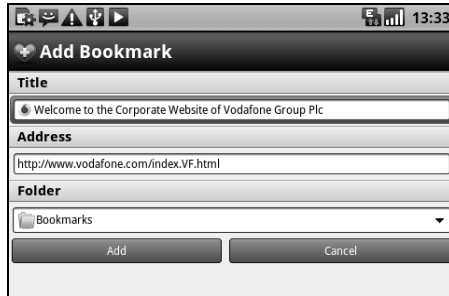 E 13:33
Add Bookmark
Title
Welcome to the Corporate Website of Vodafone Group Plc
Address
http://www.vodafone.com/index.VF.html
Folder
Bookmarks
Add Cancel